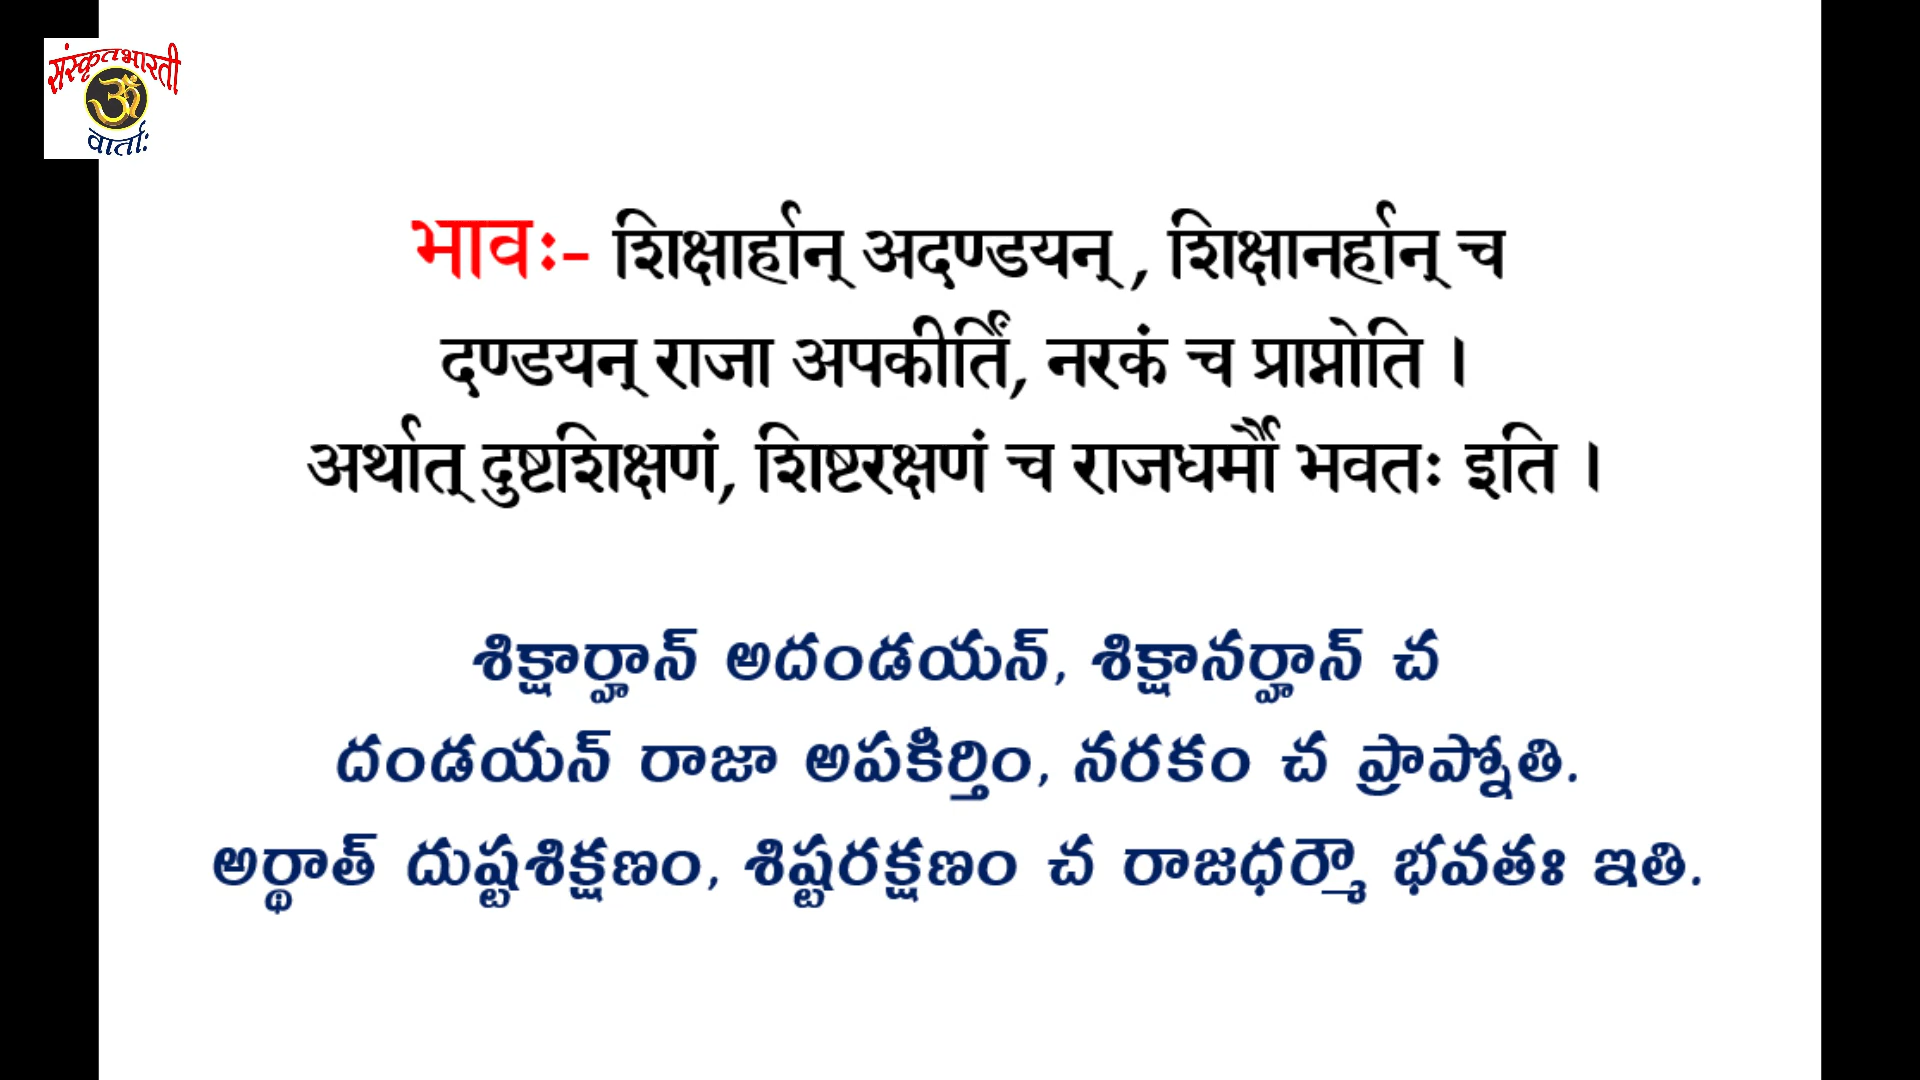 संस्कृतभारती
ॐ
वार्ताः
भावः- शिक्षार्हान् अदण्डयन् , शिक्षानर्हान् च
दण्डयन् राजा अपकीर्तिं, नरकं च प्राप्नोति ।
अर्थात् दुष्टशिक्षणं, शिष्टरक्षणं च राजधर्मौ भवतः इति ।
శిక్షార్హాన్ అదండయన్, శిక్షానర్హాన్ చ
దండయన్ రాజా అపకీర్తిం, నరకం చ ప్రాప్నోతి.
అర్థాత్ దుష్టశిక్షణం, శిష్టరక్షణం చ రాజధర్మౌ భవతః ఇతి.